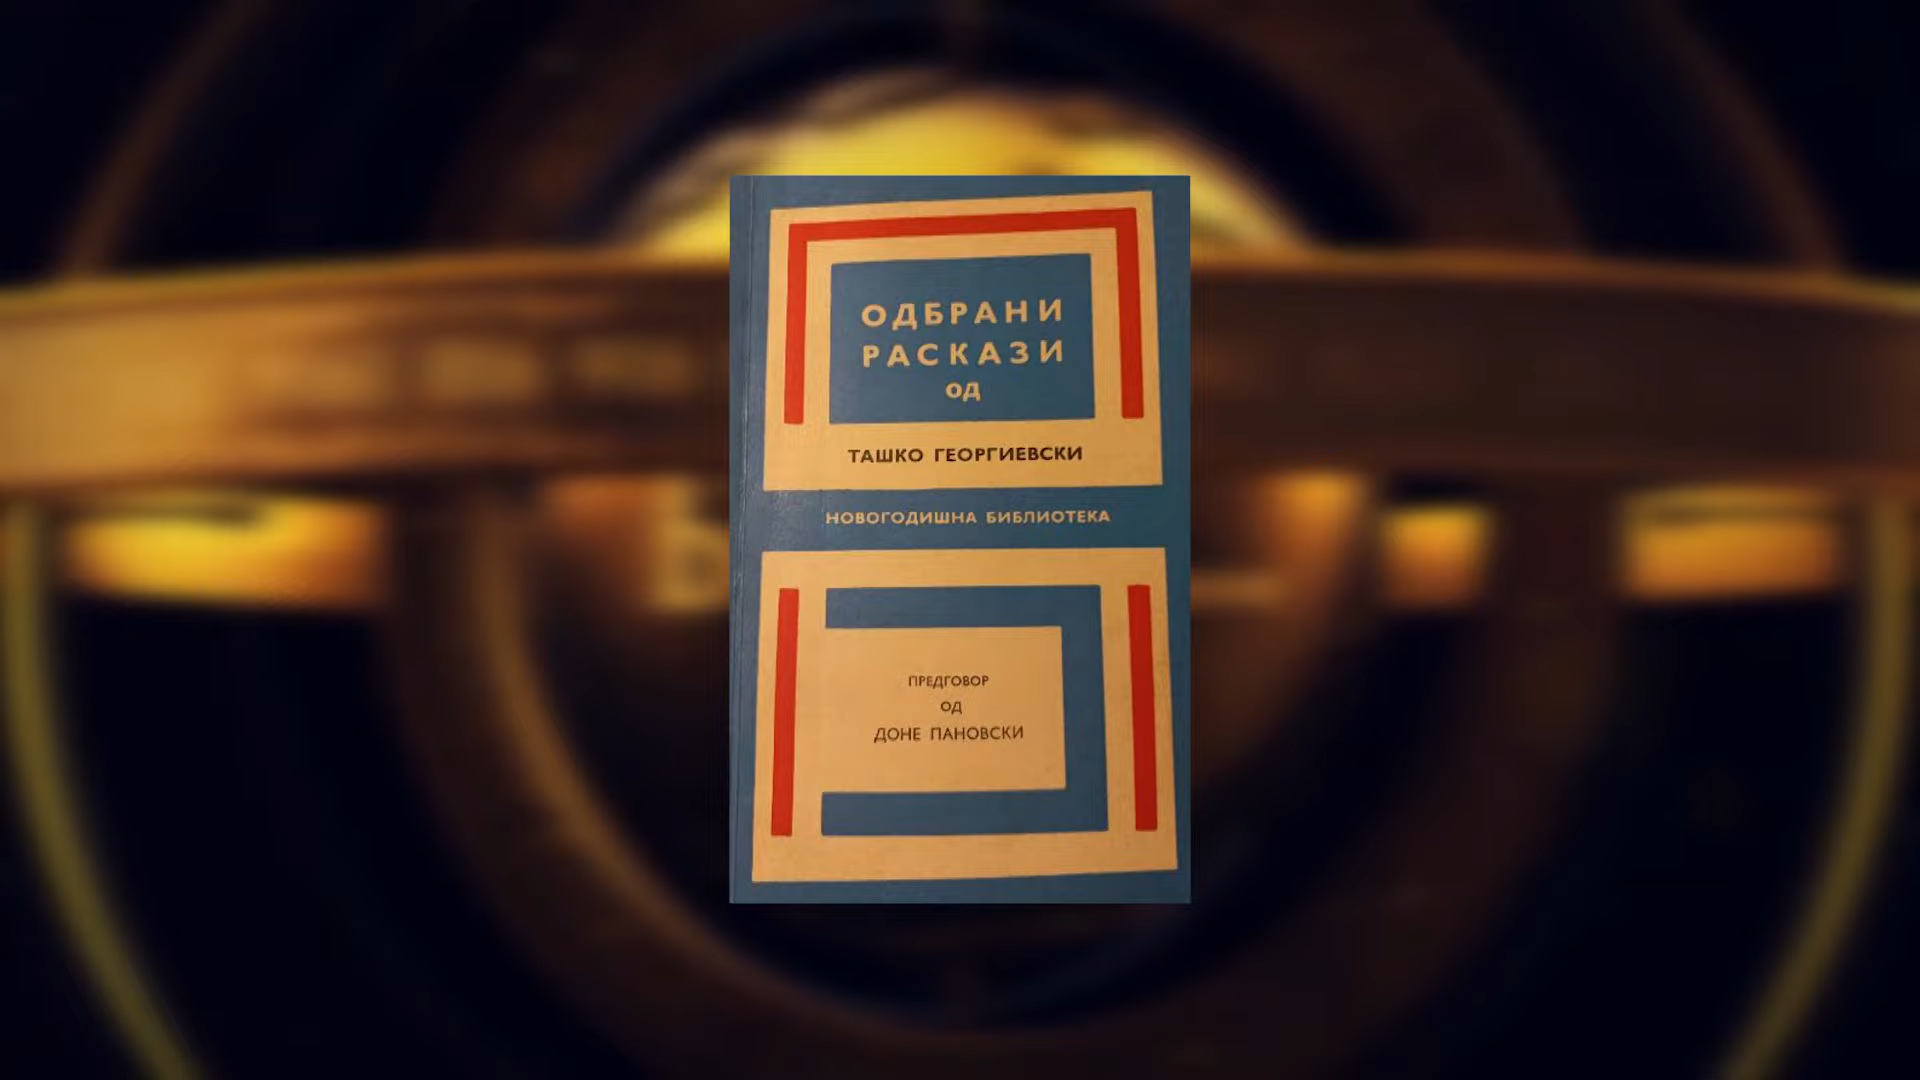 ОДБРАНИ
РАСКАЗИ
од
ТАШКО ГЕОРГИЕВСКИ
НОВОГОДИШНА БИБЛИОТЕКА
ПРЕДГОВОР
ОД
ДОНЕ ПАНОВСКИ